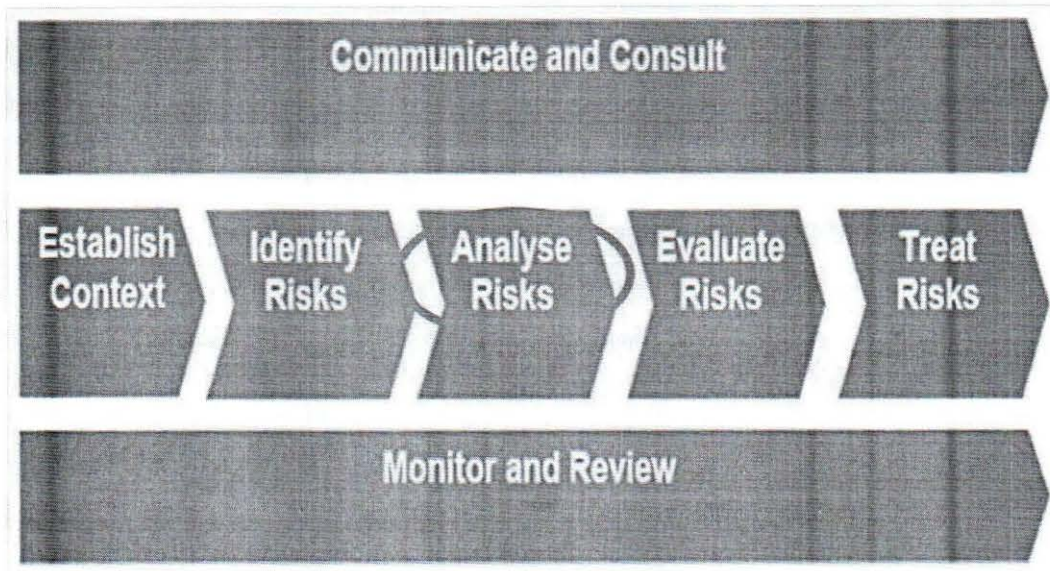 Communicate and Consult
Establish
Context
Identify
Risks
Analyse
Risks
Evaluate
Risks
Treat
Risks
Monitor and Review